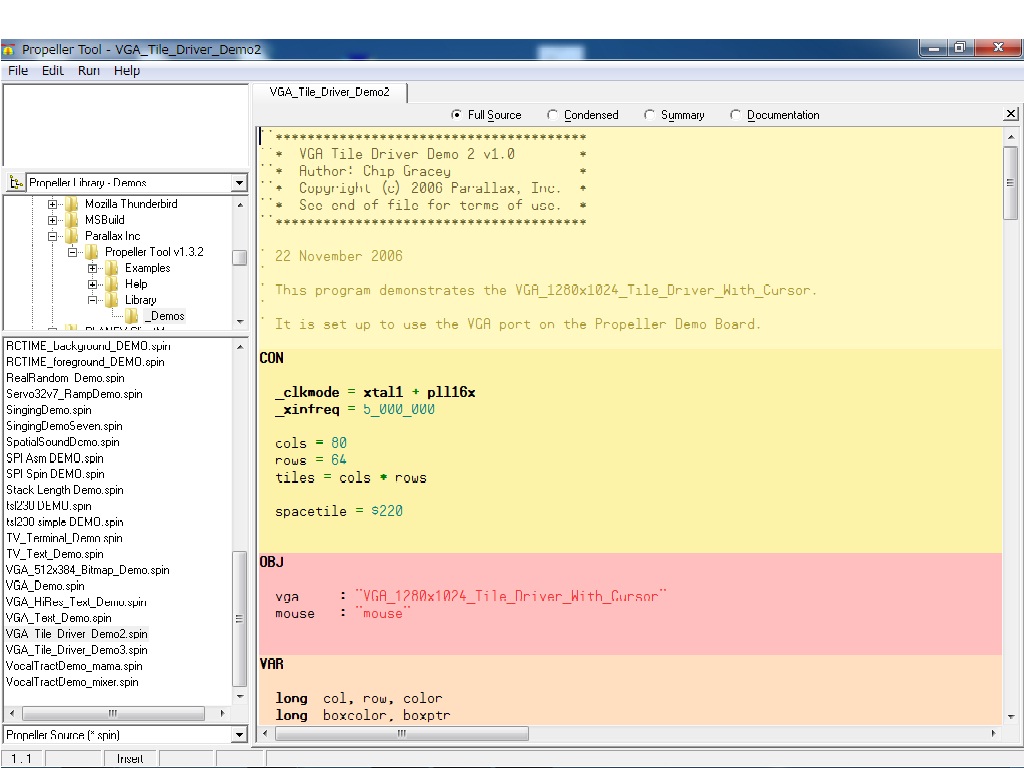 Propeller Tool - VGA_Tile_Driver_Demo2
File Edit Run Help
VGA_Tile_Driver_Demo2
Full Source Condensed Summary Documentation
Propeller Library - Demos
Mozilla Thunderbird
MSBuild
Parallax Inc
Propeller Tool v1.3.2
Examples
Help
Library
_Demos
RCTIME_background_DEMO.spin
RCTIME_foreground_DEMO.spin
RealRandom_Demo.spin
Servo32v7_RampDemo.spin
SingingDemo.spin
SingingDemoSeven.spin
SpatialSoundDemo.spin
SPI Asm DEMO.spin
SPI Spin DEMO.spin
Stack Length Demo.spin
tsl230 DEMO.spin
tsl230 simple DEMO.spin
TV_Terminal_Demo.spin
TV_Text_Demo.spin
VGA_512x384_Bitmap_Demo.spin
VGA_Demo.spin
VGA_HiRes_Text_Demo.spin
VGA_Text_Demo.spin
VGA_Tile_Driver_Demo2.spin
VGA_Tile_Driver_Demo3.spin
VocalTractDemo_mama.spin
VocalTractDemo_mixer.spin
Propeller Source (*.spin)
''***************************************
''*  VGA Tile Driver Demo 2 v1.0        *
''*  Author: Chip Gracey                *
''*  Copyright (c) 2006 Parallax, Inc.  *
''*  See end of file for terms of use.  *
''***************************************
' 22 November 2006
'
' This program demonstrates the VGA_1280x1024_Tile_Driver_With_Cursor.
'
' It is set up to use the VGA port on the Propeller Demo Board.
CON
_clkmode = xtal1 + pll16x
_xinfreq = 5_000_000
cols = 80
rows = 64
tiles = cols * rows
spacetile = $220
OBJ
vga     : "VGA_1280x1024_Tile_Driver_With_Cursor"
mouse   : "mouse"
VAR
long  col, row, color
long  boxcolor, boxptr
1 : 1 Insert